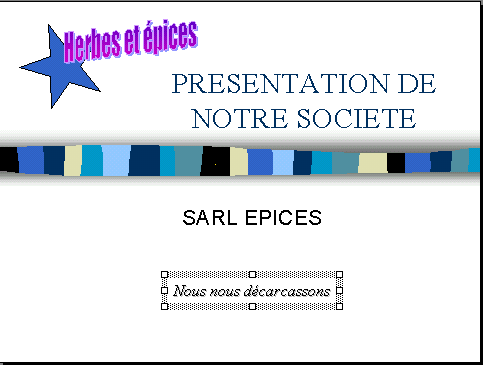 Herbes et épices
PRESENTATION DE
NOTRE SOCIETE
SARL EPICES
Nous nous décarcassons